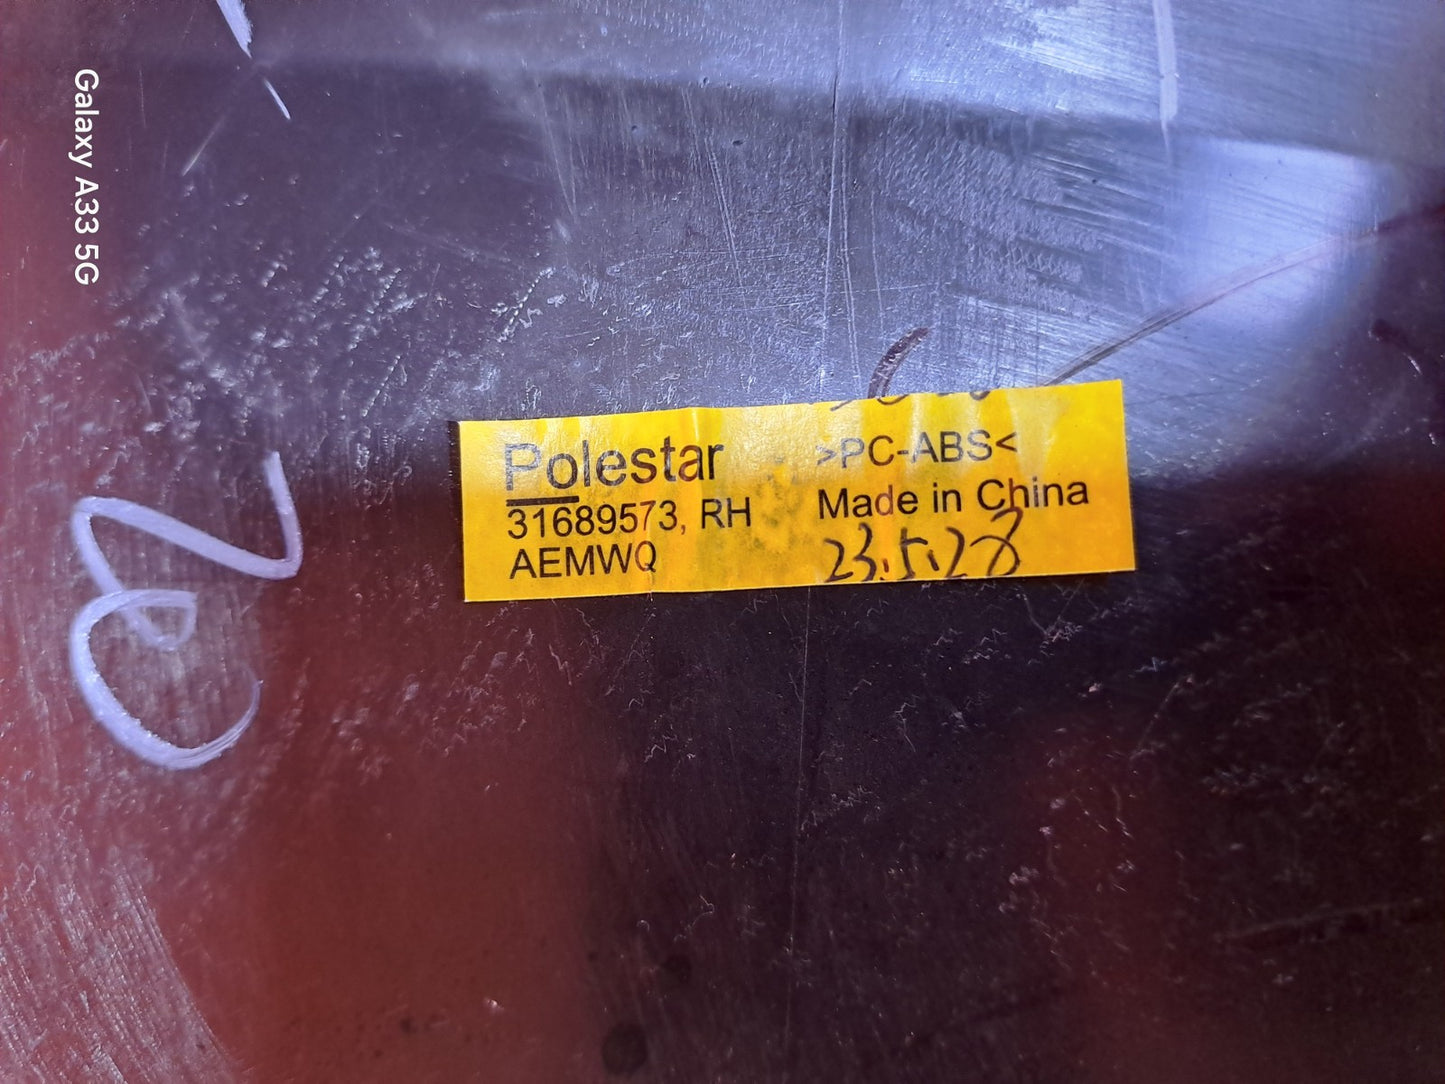 Galaxy A33 5G
Polestar
31689573, RH
AEMWQ
>PC-ABS<
Made in China
23.5.28